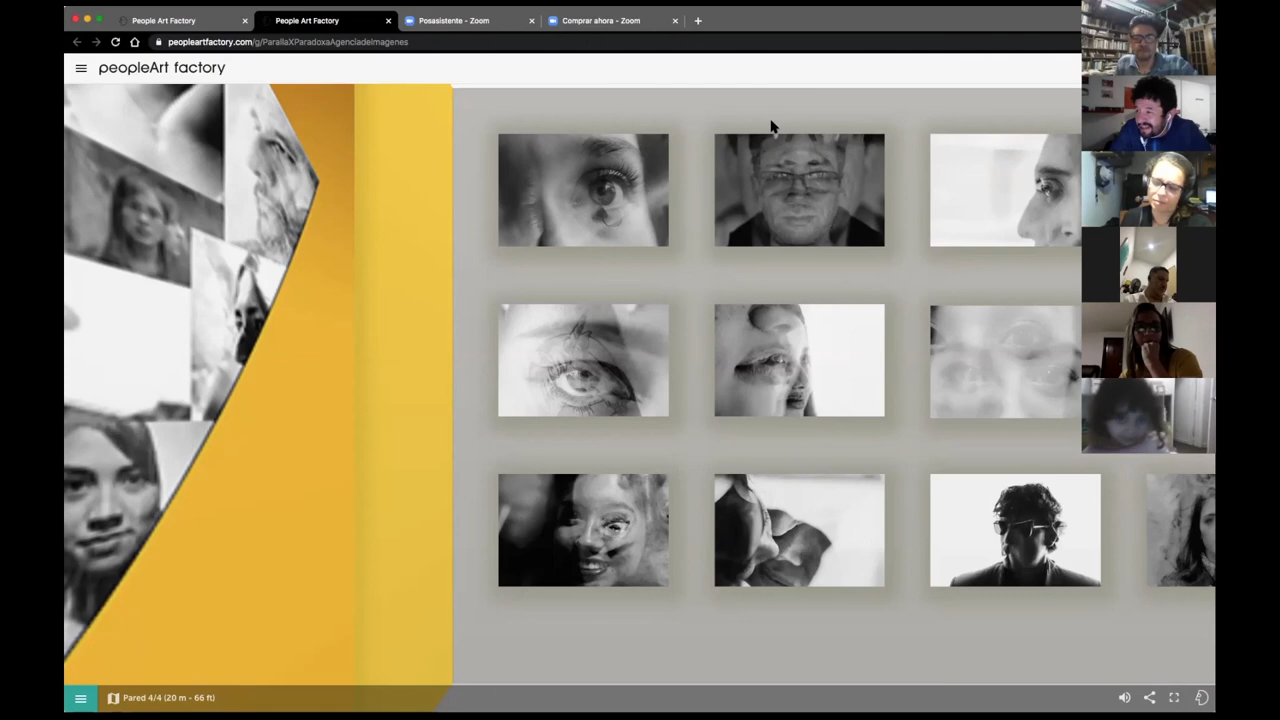 People Art Factory
People Art Factory
Posasistente - Zoom
Comprar ahora - Zoom
peopleartfactory.com/g/ParallaXParadoxaAgenciadeImagenes
peopleArt factory
Pared 4/4 (20 m - 66 ft)